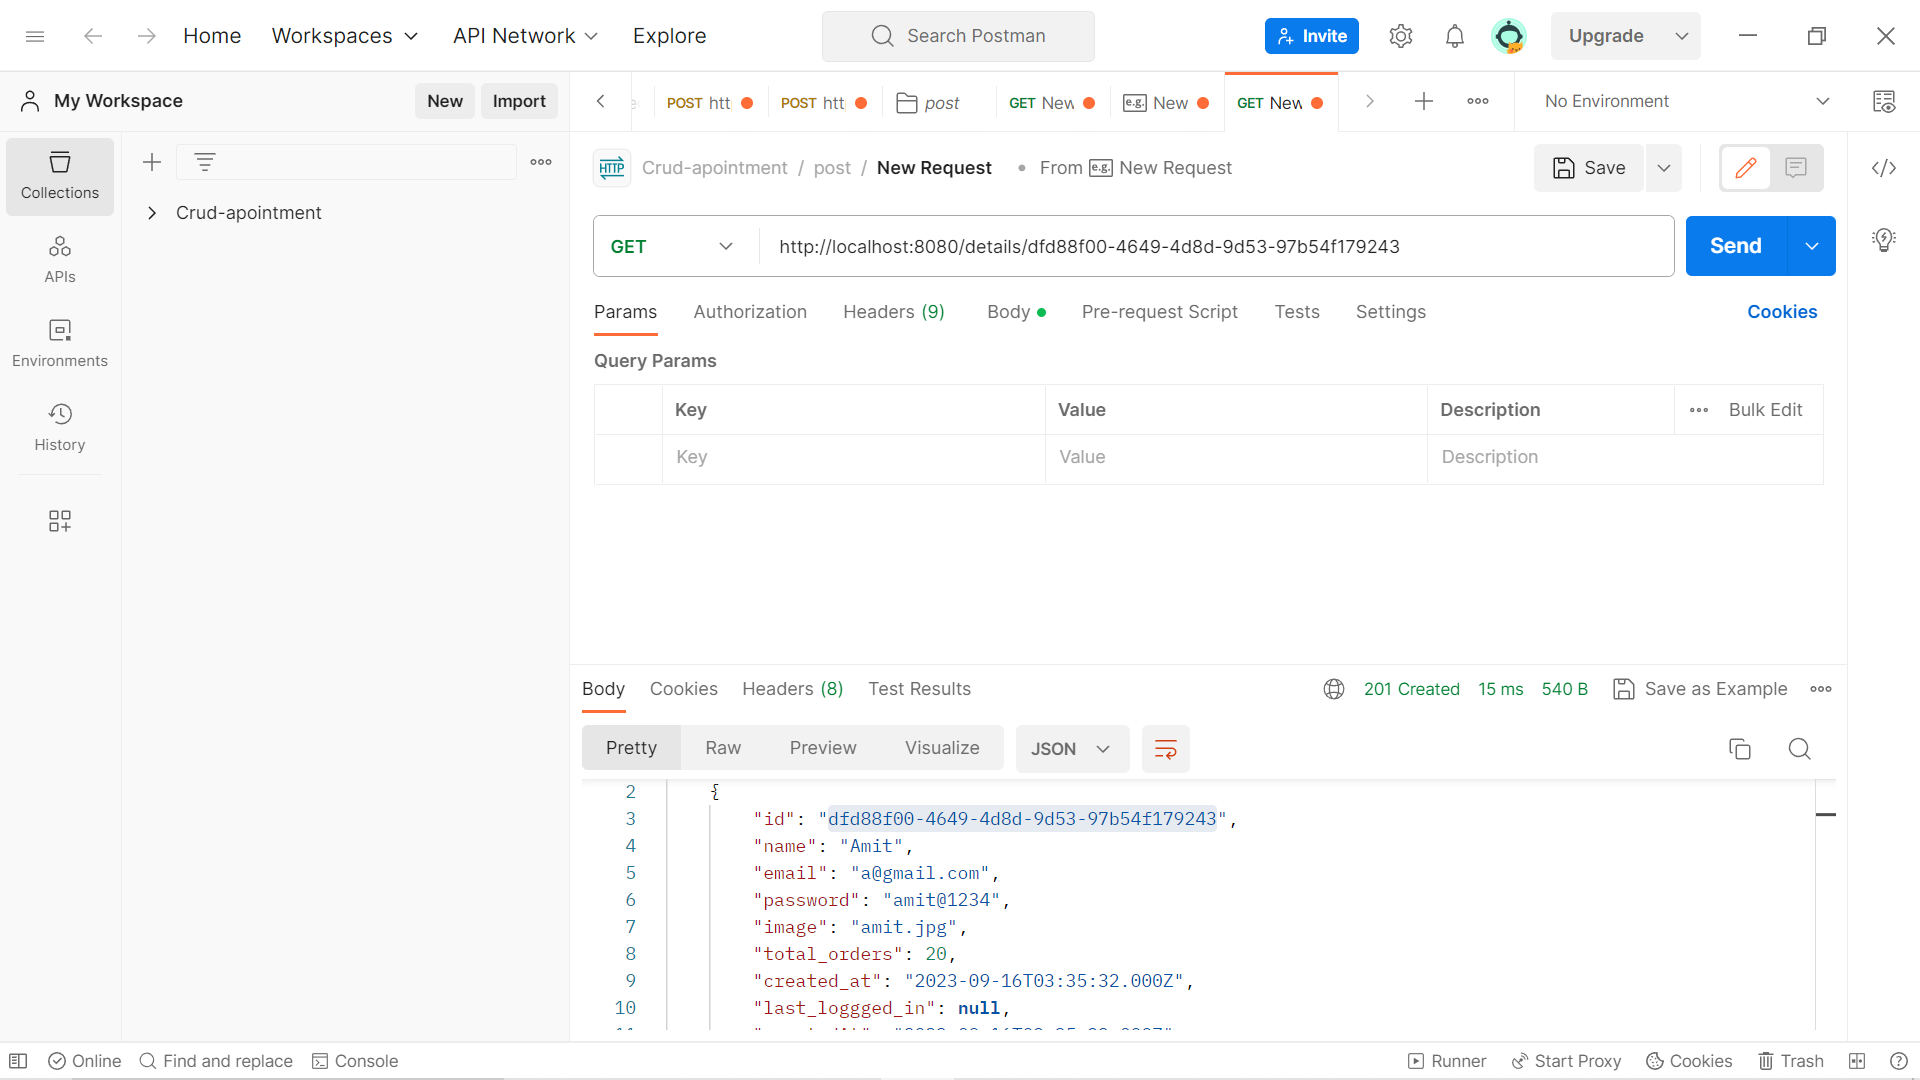 Home
Workspaces
API Network
Explore
Search Postman
Invite
Upgrade
My Workspace
New
Import
POST htt
POST htt
post
GET New
e.g. New
GET New
No Environment
Collections
APIs
Environments
History
Crud-apointment
HTTP
Crud-apointment / post / New Request
From e.g. New Request
Save
GET
http://localhost:8080/details/dfd88f00-4649-4d8d-9d53-97b54f179243
Send
Params
Authorization
Headers (9)
Body
Pre-request Script
Tests
Settings
Cookies
Query Params
Key
Value
Description
Bulk Edit
Key
Value
Description
Body
Cookies
Headers (8)
Test Results
201 Created
15 ms
540 B
Save as Example
Pretty
Raw
Preview
Visualize
JSON
2 {
3 "id": "dfd88f00-4649-4d8d-9d53-97b54f179243",
4 "name": "Amit",
5 "email": "a@gmail.com",
6 "password": "amit@1234",
7 "image": "amit.jpg",
8 "total_orders": 20,
9 "created_at": "2023-09-16T03:35:32.000Z",
10 "last_loggged_in": null,
Online
Find and replace
Console
Runner
Start Proxy
Cookies
Trash